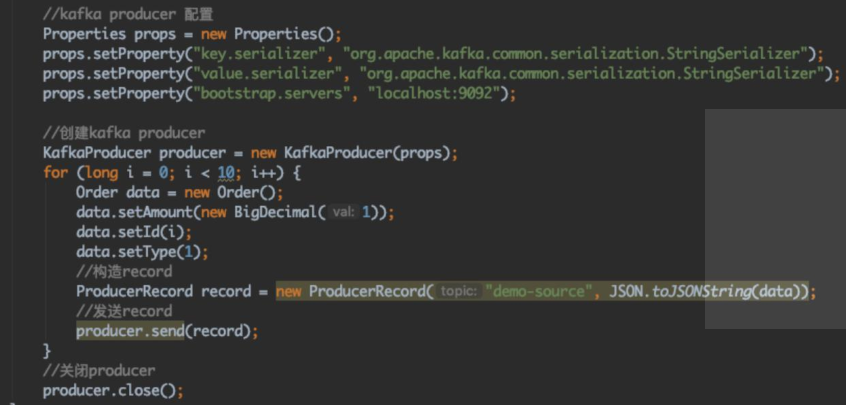 //kafka producer 配置
Properties props = new Properties();
props.setProperty("key.serializer", "org.apache.kafka.common.serialization.StringSerializer");
props.setProperty("value.serializer", "org.apache.kafka.common.serialization.StringSerializer");
props.setProperty("bootstrap.servers", "localhost:9092");
//创建kafka producer
KafkaProducer producer = new KafkaProducer(props);
for (long i = 0; i < 10; i++) {
Order data = new Order();
data.setAmount(new BigDecimal( val: 1));
data.setId(i);
data.setType(1);
//构造record
ProducerRecord record = new ProducerRecord( topic: "demo-source", JSON.toJSONString(data));
//发送record
producer.send(record);
}
//关闭producer
producer.close();